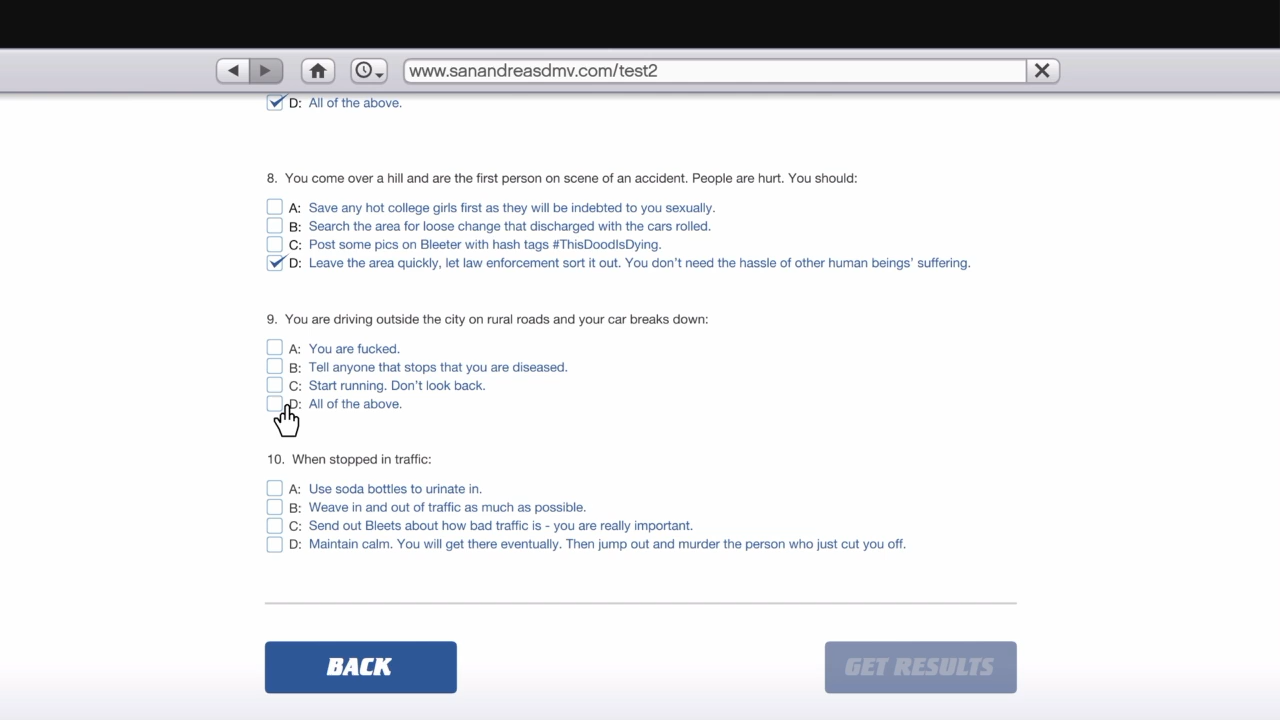 www.sanandreasdmv.com/test2
D: All of the above.
8. You come over a hill and are the first person on scene of an accident. People are hurt. You should:
A: Save any hot college girls first as they will be indebted to you sexually.
B: Search the area for loose change that discharged with the cars rolled.
C: Post some pics on Bleeter with hash tags #ThisDoodIsDying.
D: Leave the area quickly, let law enforcement sort it out. You don't need the hassle of other human beings' suffering.
9. You are driving outside the city on rural roads and your car breaks down:
A: You are fucked.
B: Tell anyone that stops that you are diseased.
C: Start running. Don't look back.
D: All of the above.
10. When stopped in traffic:
A: Use soda bottles to urinate in.
B: Weave in and out of traffic as much as possible.
C: Send out Bleets about how bad traffic is - you are really important.
D: Maintain calm. You will get there eventually. Then jump out and murder the person who just cut you off.
BACK
GET RESULTS